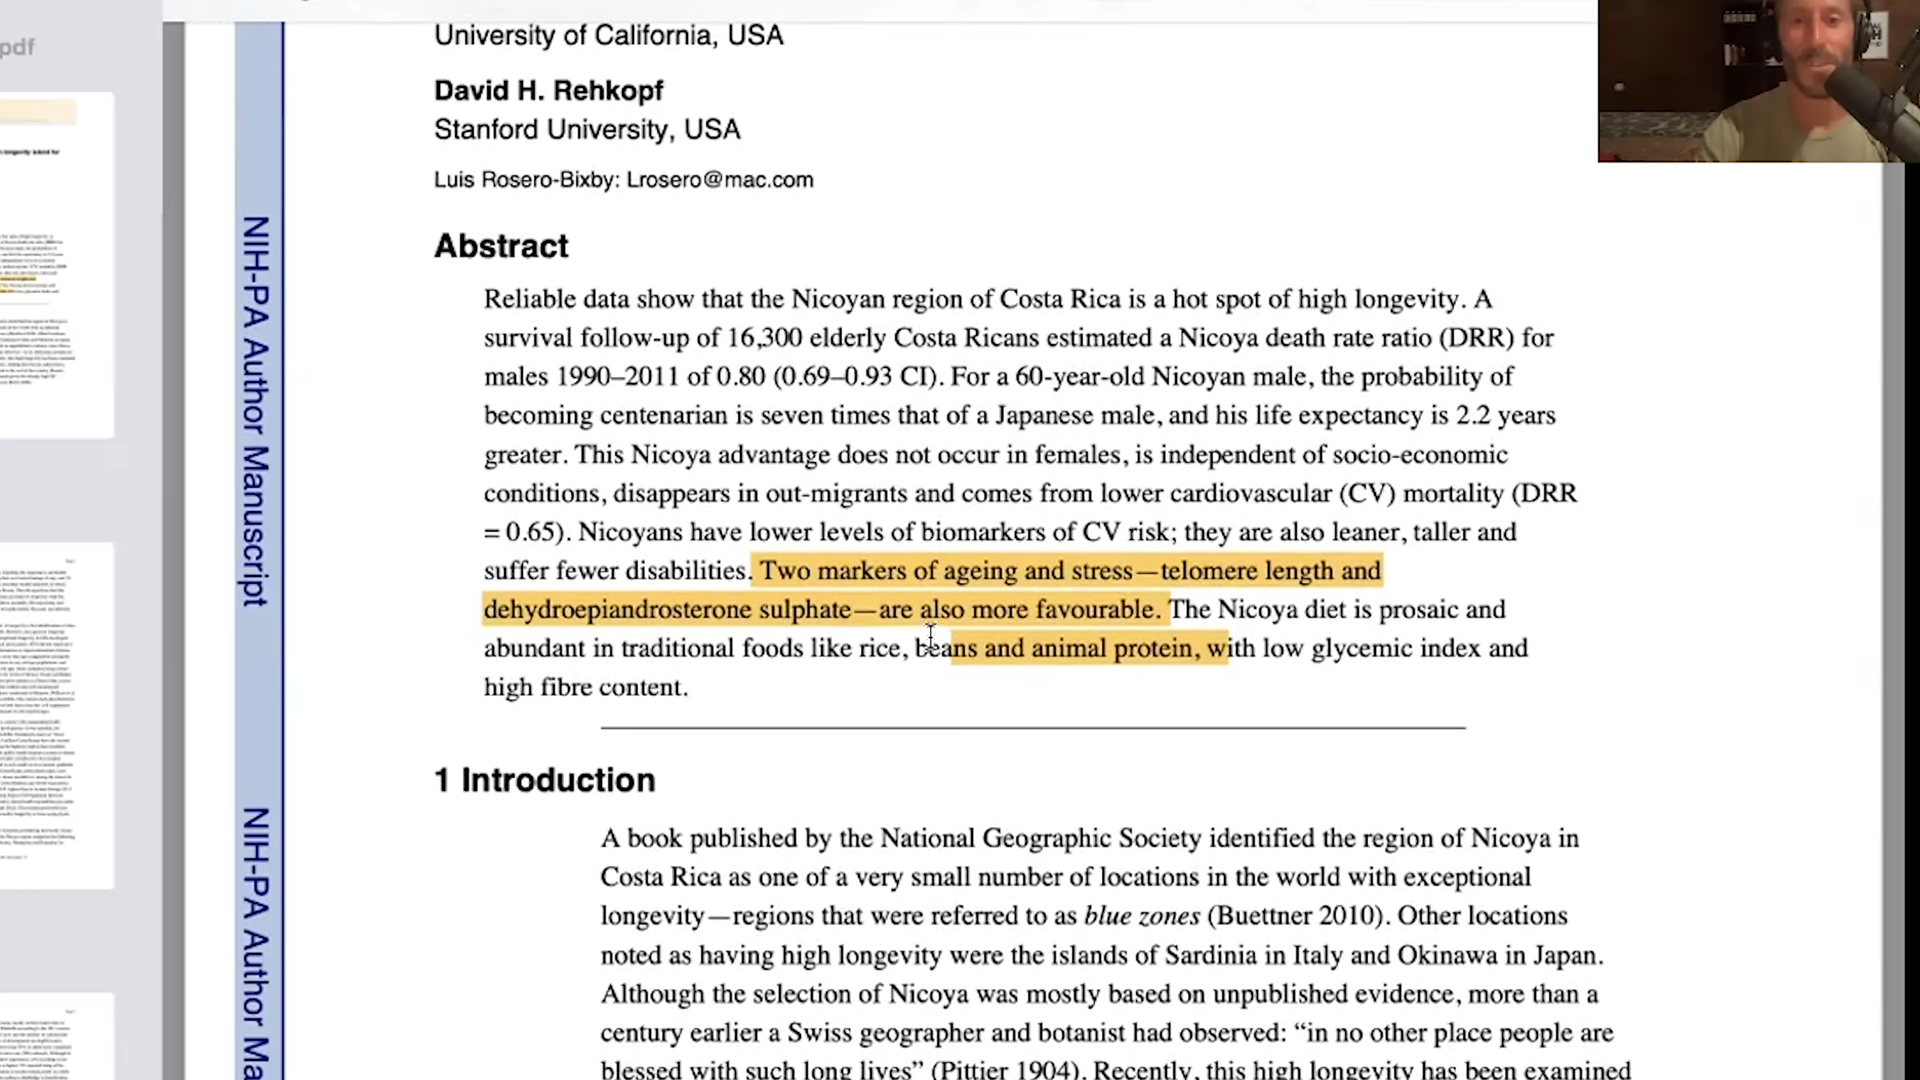 pdf
University of California, USA
David H. Rehkopf
Stanford University, USA
Luis Rosero-Bixby: Lrosero@mac.com
Abstract
Reliable data show that the Nicoyan region of Costa Rica is a hot spot of high longevity. A
survival follow-up of 16,300 elderly Costa Ricans estimated a Nicoya death rate ratio (DRR) for
males 1990–2011 of 0.80 (0.69–0.93 CI). For a 60-year-old Nicoyan male, the probability of
becoming centenarian is seven times that of a Japanese male, and his life expectancy is 2.2 years
greater. This Nicoya advantage does not occur in females, is independent of socio-economic
conditions, disappears in out-migrants and comes from lower cardiovascular (CV) mortality (DRR
= 0.65). Nicoyans have lower levels of biomarkers of CV risk; they are also leaner, taller and
suffer fewer disabilities. Two markers of ageing and stress—telomere length and
dehydroepiandrosterone sulphate—are also more favourable. The Nicoya diet is prosaic and
abundant in traditional foods like rice, beans and animal protein, with low glycemic index and
high fibre content.
1 Introduction
A book published by the National Geographic Society identified the region of Nicoya in
Costa Rica as one of a very small number of locations in the world with exceptional
longevity—regions that were referred to as blue zones (Buettner 2010). Other locations
noted as having high longevity were the islands of Sardinia in Italy and Okinawa in Japan.
Although the selection of Nicoya was mostly based on unpublished evidence, more than a
century earlier a Swiss geographer and botanist had observed: “in no other place people are
blessed with such long lives” (Pittier 1904). Recently, this high longevity has been examined
NIH-PA Author Manuscript
NIH-PA Author Ma